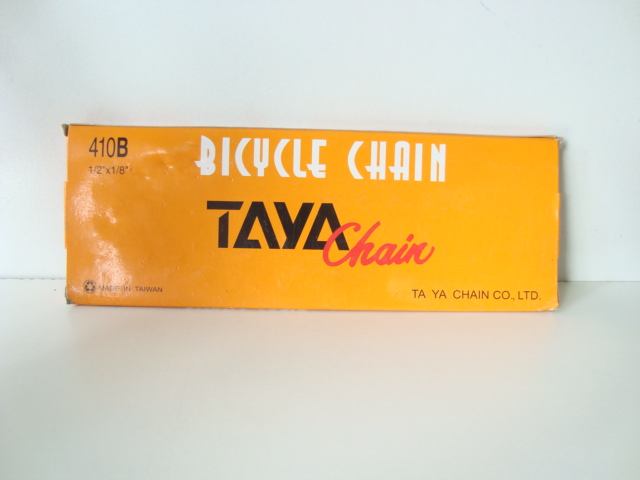 410B
1/2"x1/8"
BICYCLE CHAIN
TAYA Chain
MADE IN TAIWAN
TA YA CHAIN CO., LTD.